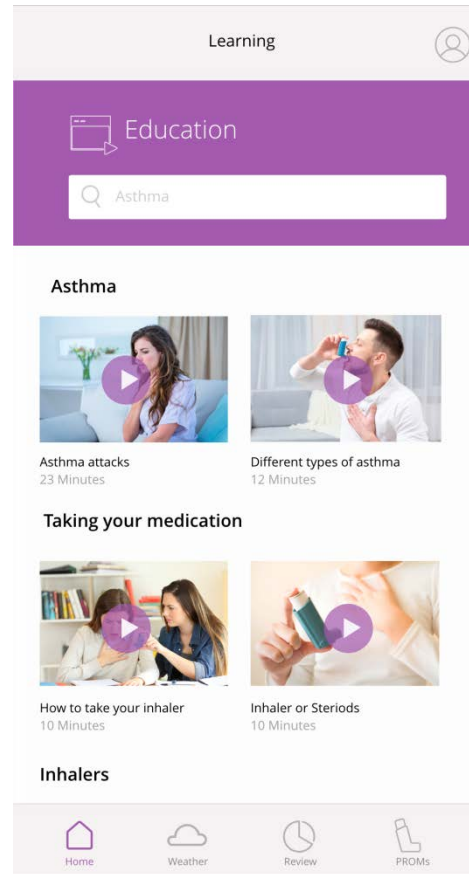 Learning
Education
Asthma
Asthma
Asthma attacks
23 Minutes
Different types of asthma
12 Minutes
Taking your medication
How to take your inhaler
10 Minutes
Inhaler or Steriods
10 Minutes
Inhalers
Home
Weather
Review
PROMs